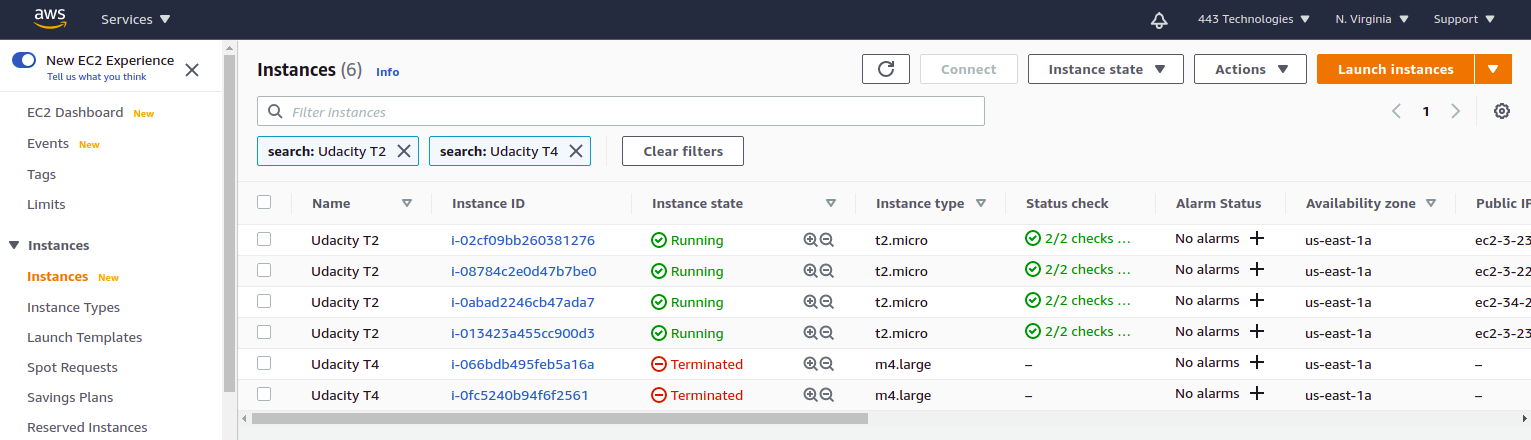 aws Services 443 Technologies N. Virginia Support
New EC2 Experience
Tell us what you think
EC2 Dashboard New
Events New
Tags
Limits
Instances
Instances New
Instance Types
Launch Templates
Spot Requests
Savings Plans
Reserved Instances
Instances (6) Info Connect Instance state Actions Launch instances
Filter instances 1
search: Udacity T2 search: Udacity T4 Clear filters
Name Instance ID Instance state Instance type Status check Alarm Status Availability zone Public IP
Udacity T2 i-02cf09bb260381276 Running t2.micro 2/2 checks ... No alarms + us-east-1a ec2-3-23
Udacity T2 i-08784c2e0d47b7be0 Running t2.micro 2/2 checks ... No alarms + us-east-1a ec2-3-22
Udacity T2 i-0abad2246cb47ada7 Running t2.micro 2/2 checks ... No alarms + us-east-1a ec2-34-2
Udacity T2 i-013423a455cc900d3 Running t2.micro 2/2 checks ... No alarms + us-east-1a ec2-3-23
Udacity T4 i-066bdb495feb5a16a Terminated m4.large – No alarms + us-east-1a –
Udacity T4 i-0fc5240b94f6f2561 Terminated m4.large – No alarms + us-east-1a –